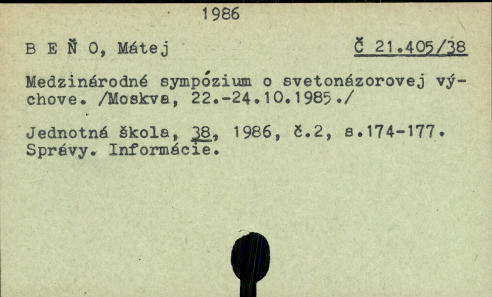 1986
B E Ň O, Mátej Č 21.405/38
Medzinárodné sympózium o svetonázorovej vý-
chove. /Moskva, 22.-24.10.1985./
Jednotná škola, 38, 1986, č.2, s.174-177.
Správy. Informácie.